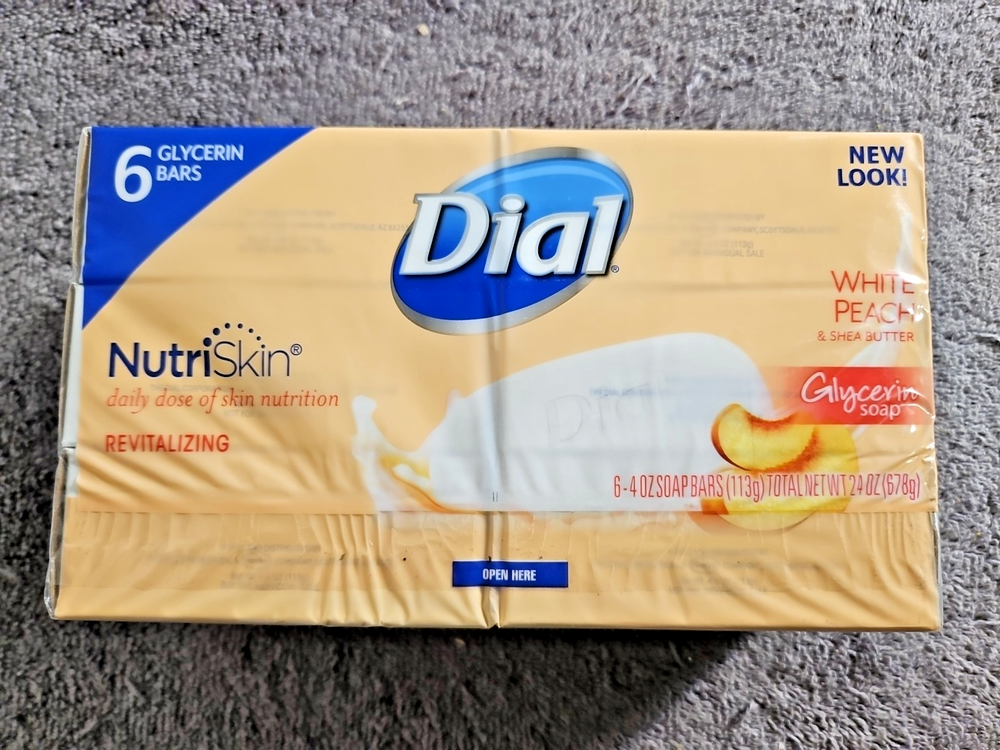 6 GLYCERIN
BARS
Dial®
NEW
LOOK!
WHITE
PEACH
& SHEA BUTTER
NutriSkin®
daily dose of skin nutrition
REVITALIZING
Glycerin
soap
Dial
6-4 OZ SOAP BARS (113g) TOTAL NET WT 24 OZ (678g)
OPEN HERE